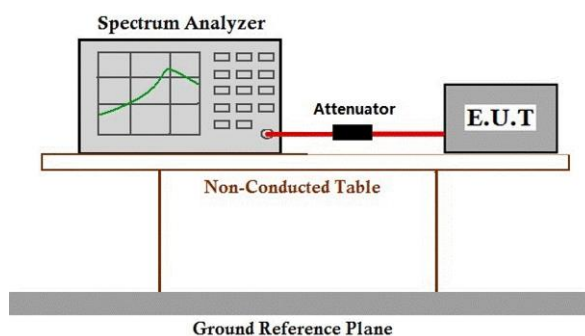 Spectrum Analyzer
Attenuator
E.U.T
Non-Conducted Table
Ground Reference Plane